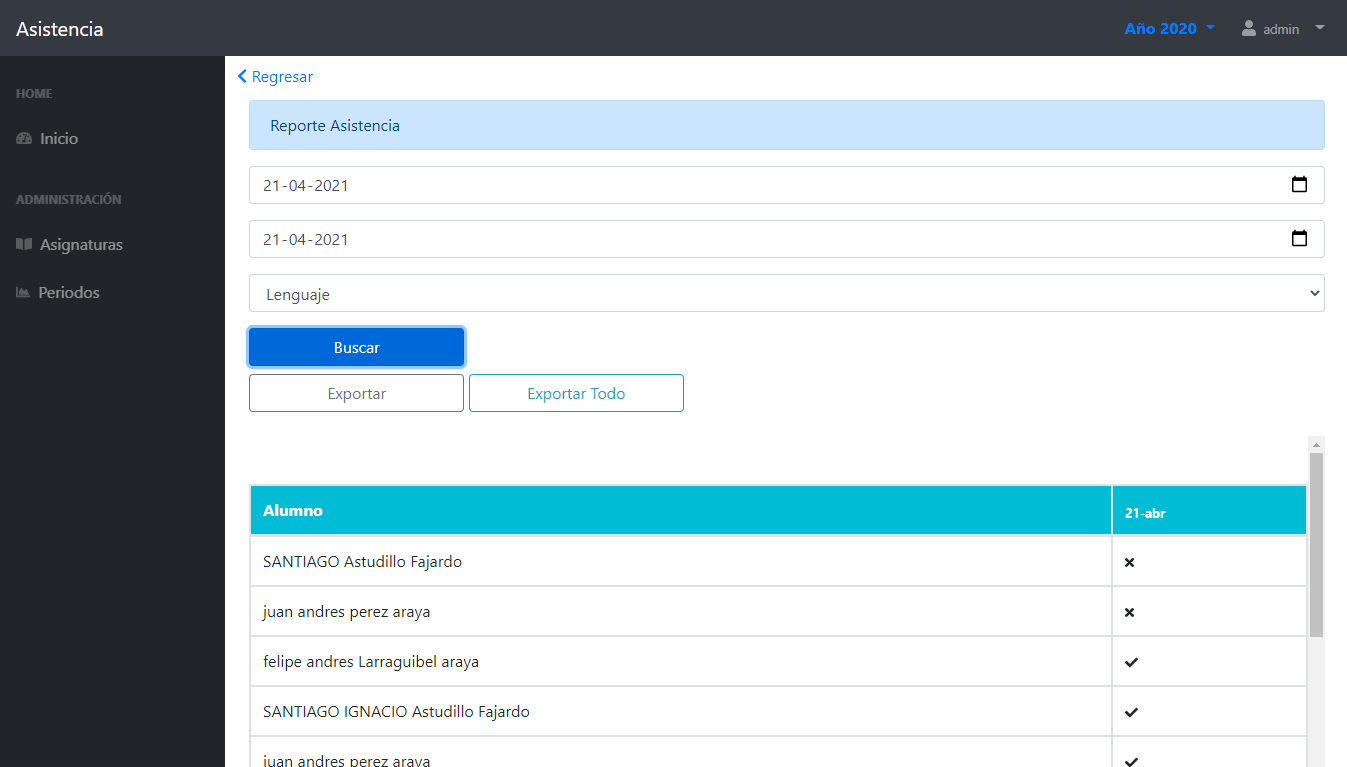 Asistencia
Año 2020
admin
HOME
Inicio
ADMINISTRACIÓN
Asignaturas
Periodos
Regresar
Reporte Asistencia
21-04-2021
21-04-2021
Lenguaje
Buscar
Exportar Exportar Todo
Alumno 21-abr
SANTIAGO Astudillo Fajardo
juan andres perez araya
felipe andres Larraguibel araya
SANTIAGO IGNACIO Astudillo Fajardo
juan andres perez araya